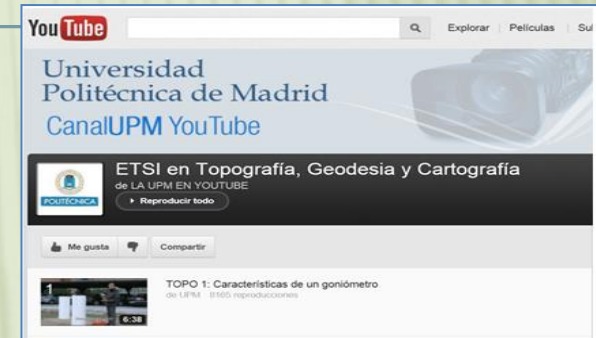 YouTube
Explorar Películas Su
Universidad
Politécnica de Madrid
CanalUPM YouTube
ETSI en Topografía, Geodesia y Cartografía
de LA UPM EN YOUTUBE
POLITÉCNICA
Reproducir todo
Me gusta Compartir
1 TOPO 1: Características de un goniómetro
de UPM 8165 reproducciones
6:38